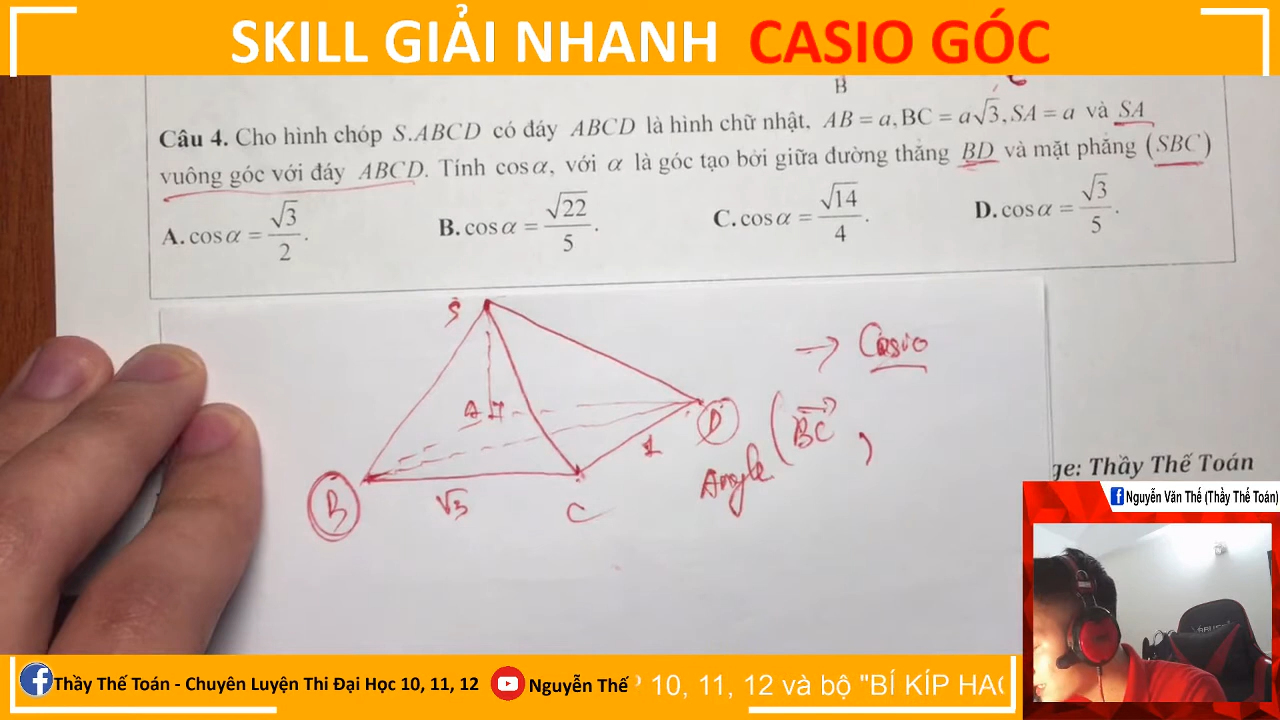 SKILL GIẢI NHANH CASIO GÓC
B
Câu 4. Cho hình chóp S.ABCD có đáy ABCD là hình chữ nhật, AB = a, BC = a√3, SA = a và SA
vuông góc với đáy ABCD. Tính cosα, với α là góc tạo bởi giữa đường thẳng BD và mặt phẳng (SBC)
A. cosα = √3/2. B. cosα = √22/5. C. cosα = √14/4. D. cosα = √3/5.
S
→ Casio
A
D
Angle (BC→ ,
1
B √3 C
ge: Thầy Thế Toán
Nguyễn Văn Thế (Thầy Thế Toán)
Thầy Thế Toán - Chuyên Luyện Thi Đại Học 10, 11, 12 Nguyễn Thế 10, 11, 12 và bộ "BÍ KÍP HAC